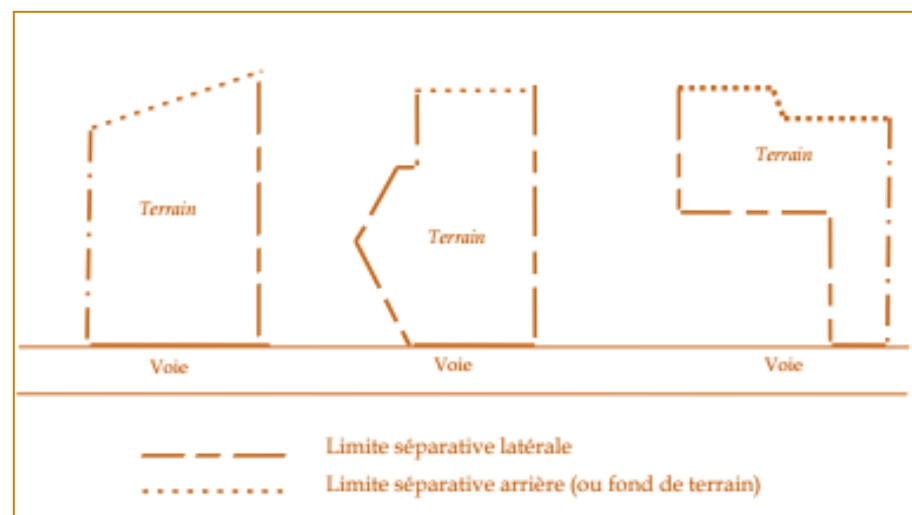 Terrain
Terrain
Terrain
Voie
Voie
Voie
Limite séparative latérale
Limite séparative arrière (ou fond de terrain)